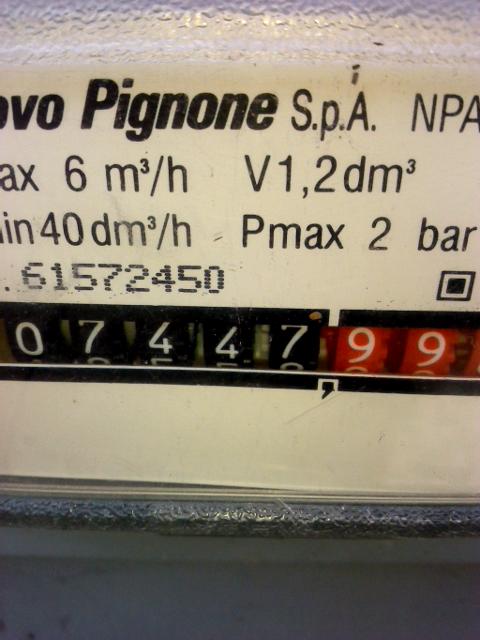 ovo Pignone S.p.A. NPA
ax 6 m³/h V1,2dm³
in 40 dm³/h Pmax 2 bar
.61572450
0 7 4 4 7 , 9 9